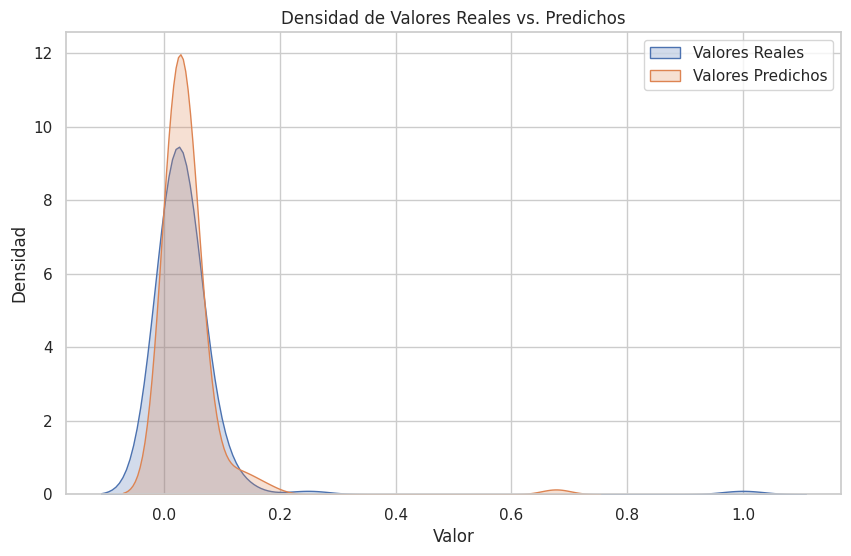 Densidad de Valores Reales vs. Predichos
Valores Reales
Valores Predichos
Densidad
12
10
8
6
4
2
0
0.0 0.2 0.4 0.6 0.8 1.0
Valor